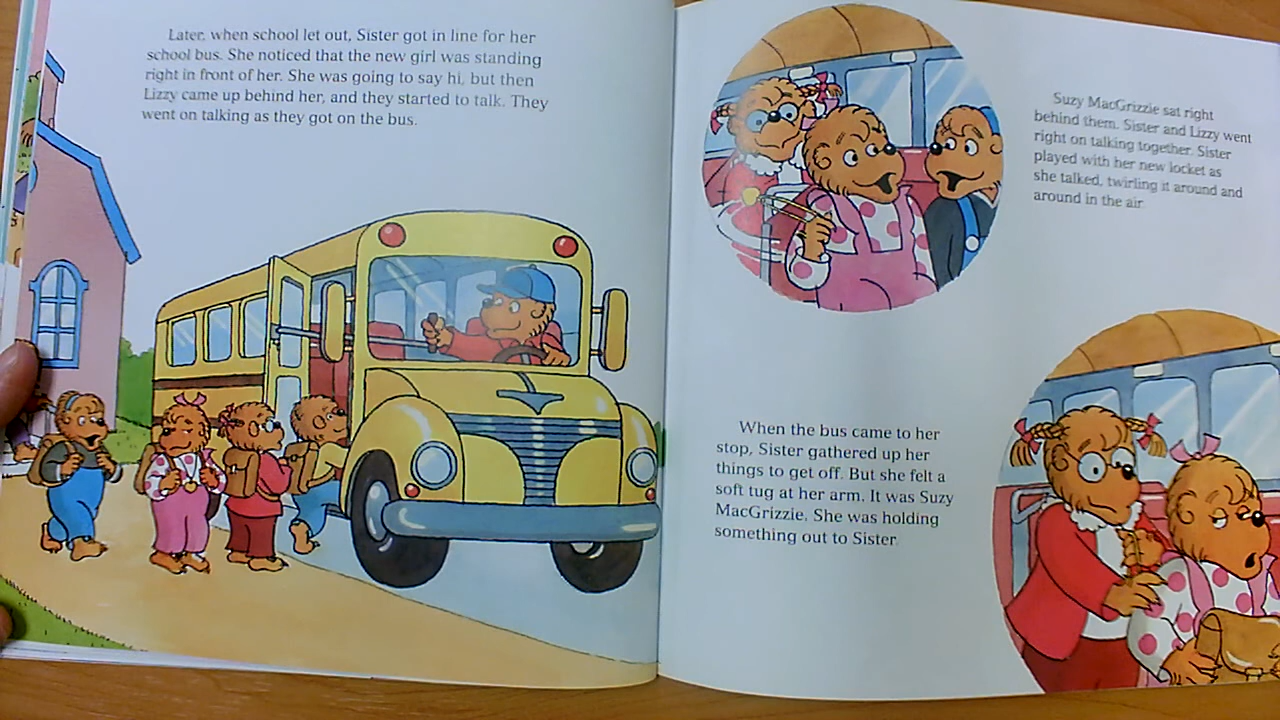 Later, when school let out, Sister got in line for her
school bus. She noticed that the new girl was standing
right in front of her. She was going to say hi, but then
Lizzy came up behind her, and they started to talk. They
went on talking as they got on the bus.
Suzy MacGrizzie sat right
behind them. Sister and Lizzy went
right on talking together. Sister
played with her new locket as
she talked, twirling it around and
around in the air.
When the bus came to her
stop, Sister gathered up her
things to get off. But she felt a
soft tug at her arm. It was Suzy
MacGrizzie. She was holding
something out to Sister.